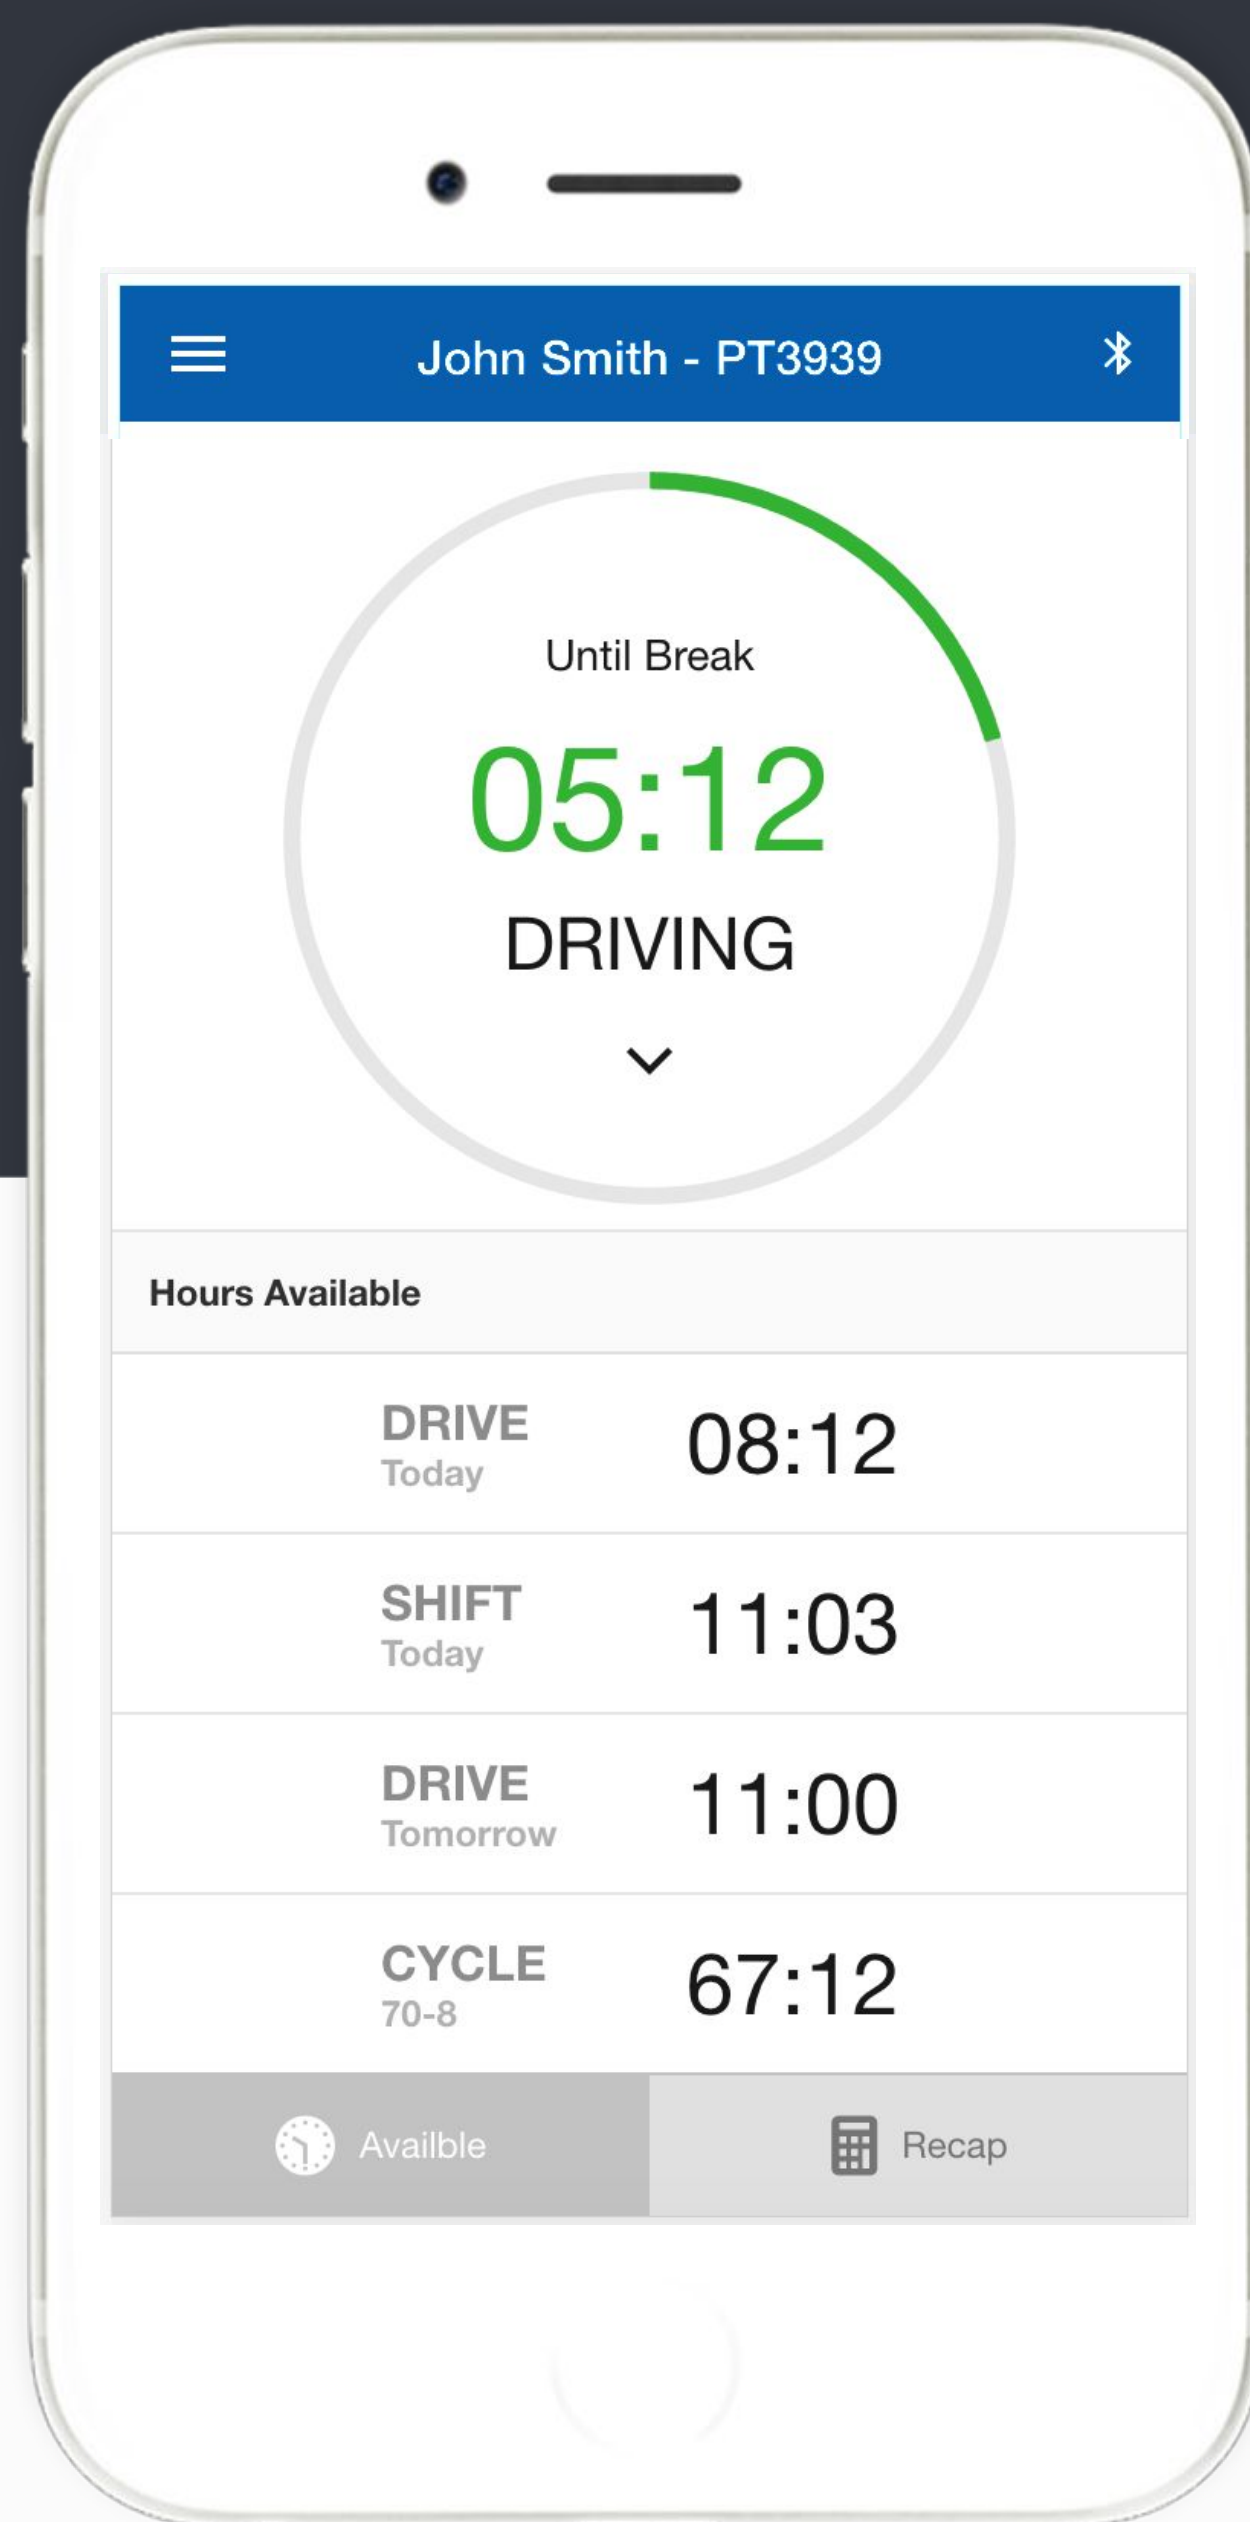 John Smith - PT3939
Until Break
05:12
DRIVING
Hours Available
DRIVE
Today
08:12
SHIFT
Today
11:03
DRIVE
Tomorrow
11:00
CYCLE
70-8
67:12
Availble
Recap